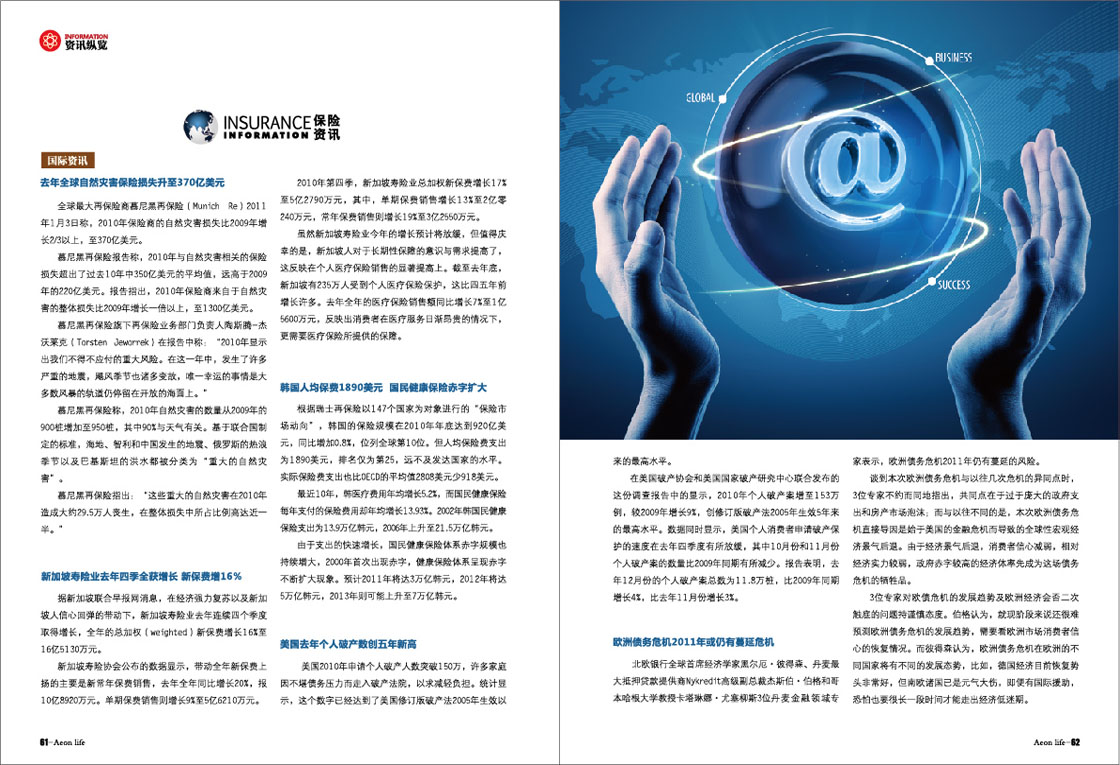 INFORMATION
资讯纵览
INSURANCE 保险
INFORMATION 资讯
国际资讯
去年全球自然灾害保险损失升至370亿美元
全球最大再保险商慕尼黑再保险（Munich Re）2011
年1月3日称，2010年保险商的自然灾害损失比2009年增
长2/3以上，至370亿美元。
慕尼黑再保险报告称，2010年与自然灾害相关的保险
损失超出了过去10年中350亿美元的平均值，远高于2009
年的220亿美元。报告指出，2010年保险商来自于自然灾
害的整体损失比2009年增长一倍以上，至1300亿美元。
慕尼黑再保险旗下再保险业务部门负责人陶斯腾-杰
沃莱克（Torsten Jeworrek）在报告中称：“2010年显示
出我们不得不应付的重大风险。在这一年中，发生了许多
严重的地震，飓风季节也诸多变故，唯一幸运的事情是大
多数风暴的轨道仍停留在开放的海面上。”
慕尼黑再保险称，2010年自然灾害的数量从2009年的
900桩增加至950桩，其中90%与天气有关。基于联合国制
定的标准，海地、智利和中国发生的地震、俄罗斯的热浪
季节以及巴基斯坦的洪水都被分类为“重大的自然灾
害”。
慕尼黑再保险指出：“这些重大的自然灾害在2010年
造成大约29.5万人丧生，在整体损失中所占比例高达近一
半。”
新加坡寿险业去年四季全获增长 新保费增16%
据新加坡联合早报网消息，在经济强力复苏以及新加
坡人信心回弹的带动下，新加坡寿险业去年连续四个季度
取得增长，全年的总加权（weighted）新保费增长16%至
16亿5130万元。
新加坡寿险协会公布的数据显示，带动全年新保费上
扬的主要是新常年保费销售，去年全年同比增长20%，报
10亿8920万元。单期保费销售则增长9%至5亿6210万元。
2010年第四季，新加坡寿险业总加权新保费增长17%
至5亿2790万元，其中，单期保费销售增长13%至2亿零
240万元，常年保费销售则增长19%至3亿2550万元。
虽然新加坡寿险业今年的增长预计将放缓，但值得庆
幸的是，新加坡人对于长期性保障的意识与需求提高了，
这反映在个人医疗保险销售的显著提高上。截至去年底，
新加坡有235万人受到个人医疗保险保护，这比四五年前
增长许多。去年全年的医疗保险销售额同比增长7%至1亿
5600万元，反映出消费者在医疗服务日渐昂贵的情况下，
更需要医疗保险所提供的保障。
韩国人均保费1890美元 国民健康保险赤字扩大
根据瑞士再保险以147个国家为对象进行的“保险市
场动向”，韩国的保险规模在2010年年底达到920亿美
元，同比增加0.8%，位列全球第10位。但人均保险费支出
为1890美元，排名仅为第25，远不及发达国家的水平。
实际保险费支出也比OECD的平均值2808美元少918美元。
最近10年，韩医疗费用年均增长5.2%，而国民健康保险
每年支付的保险费用却年均增长13.93%。2002年韩国民健康
保险支出为13.9万亿韩元，2006年上升至21.5万亿韩元。
由于支出的快速增长，国民健康保险体系赤字规模也
持续增大，2000年首次出现赤字，健康保险体系呈现赤字
不断扩大现象。预计2011年将达3万亿韩元，2012年将达
5万亿韩元，2013年则可能上升至7万亿韩元。
美国去年个人破产数创五年新高
美国2010年申请个人破产人数突破150万，许多家庭
因不堪债务压力而走入破产法院，以求减轻负担。统计显
示，这个数字已经达到了美国修订版破产法2005年生效以
61-Aeon life
GLOBAL
BUSINESS
@
SUCCESS
来的最高水平。
在美国破产协会和美国国家破产研究中心联合发布的
这份调查报告中的显示，2010年个人破产案增至153万
例，较2009年增长9%，创修订版破产法2005年生效5年来
的最高水平。数据同时显示，美国个人消费者申请破产保
护的速度在去年四季度有所放缓，其中10月份和11月份
个人破产案的数量比2009年同期有所减少。报告表明，去
年12月份的个人破产案总数为11.8万桩，比2009年同期
增长4%，比去年11月份增长3%。
欧洲债务危机2011年或仍有蔓延危机
北欧银行全球首席经济学家黑尔厄·彼得森、丹麦最
大抵押贷款提供商Nykredit高级副总裁杰斯伯·伯格和哥
本哈根大学教授卡塔琳娜·尤塞柳斯3位丹麦金融领域专
家表示，欧洲债务危机2011年仍有蔓延的风险。
谈到本次欧洲债务危机与以往几次危机的异同点时，
3位专家不约而同地指出，共同点在于过于庞大的政府支
出和房产市场泡沫；而与以往不同的是，本次欧洲债务危
机直接导因是始于美国的金融危机而导致的全球性宏观经
济景气后退。由于经济景气后退，消费者信心减弱，相对
经济实力较弱，政府赤字较高的经济体率先成为这场债务
危机的牺牲品。
3位专家对欧债危机的发展趋势及欧洲经济会否二次
触底的问题持谨慎态度。伯格认为，就现阶段来说还很难
预测欧洲债务危机的发展趋势，需要看欧洲市场消费者信
心的恢复情况。而彼得森认为，欧洲债务危机在欧洲的不
同国家将有不同的发展态势，比如，德国经济目前恢复势
头非常好，但南欧诸国已是元气大伤，即便有国际援助，
恐怕也要很长一段时间才能走出经济低迷期。
Aeon life-62